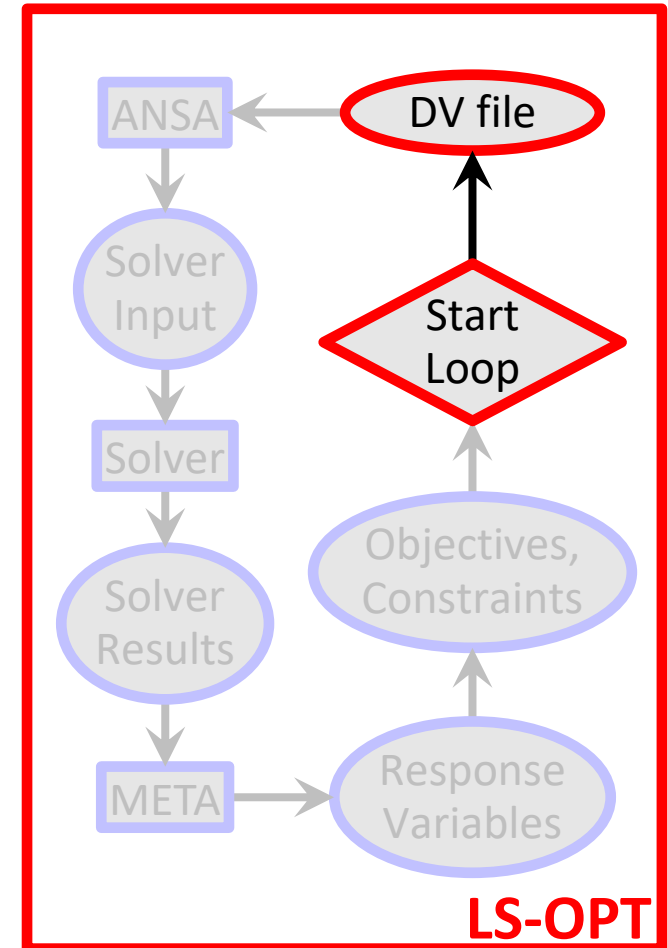 ANSA
DV file
Solver
Input
Start
Loop
Solver
Objectives,
Constraints
Solver
Results
META
Response
Variables
LS-OPT